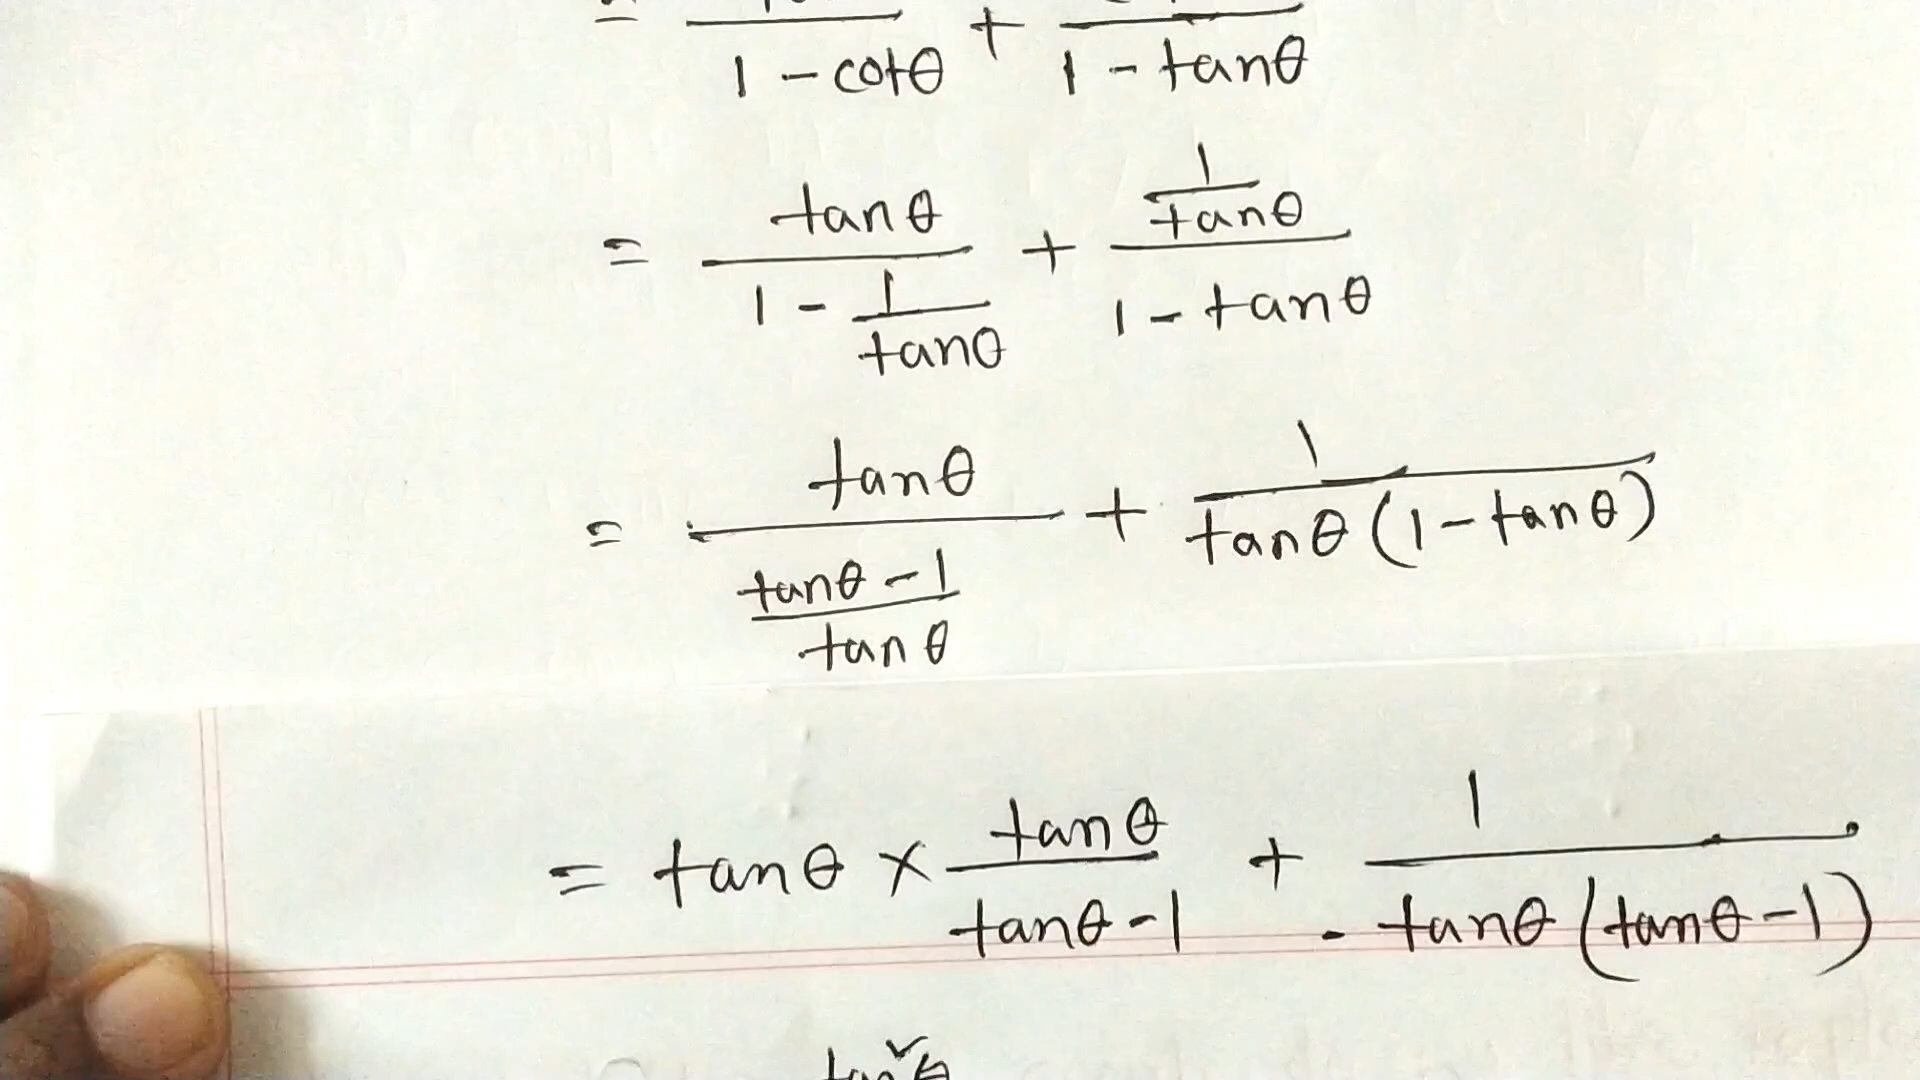 = / 1 - cotθ + / 1 - tanθ
= tanθ / (1 - 1/tanθ) + (1/tanθ) / (1 - tanθ)
= tanθ / ((tanθ - 1)/tanθ) + 1 / (tanθ (1 - tanθ))
= tanθ × tanθ / (tanθ - 1) + 1 / (- tanθ (tanθ - 1))